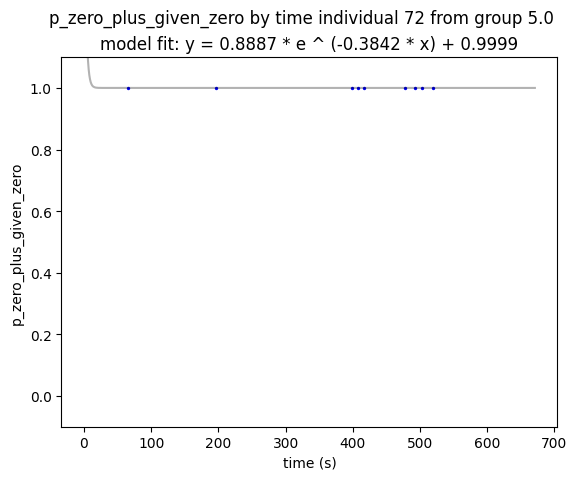 p_zero_plus_given_zero by time individual 72 from group 5.0
model fit: y = 0.8887 * e ^ (-0.3842 * x) + 0.9999
p_zero_plus_given_zero
1.0
0.8
0.6
0.4
0.2
0.0
0 100 200 300 400 500 600 700
time (s)